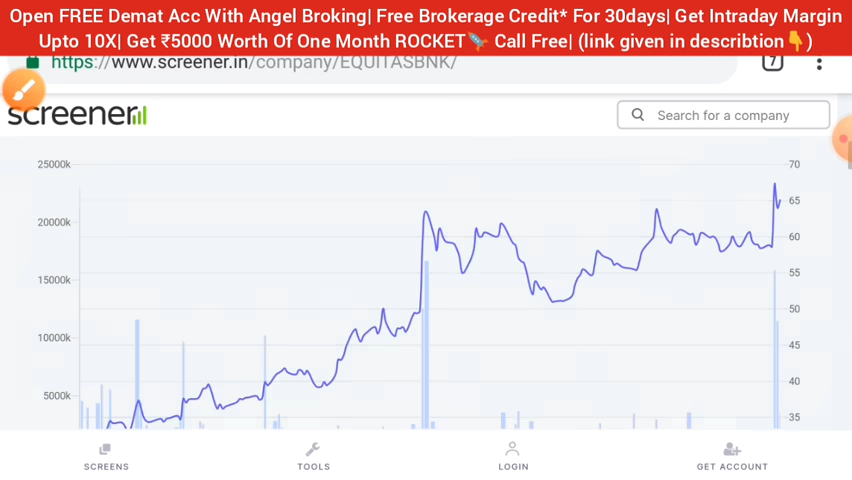 Open FREE Demat Acc With Angel Broking| Free Brokerage Credit* For 30days| Get Intraday Margin
Upto 10X| Get ₹5000 Worth Of One Month ROCKET🚀 Call Free| (link given in describtion👇)
https://www.screener.in/company/EQUITASBNK/
7
screener
Search for a company
25000k
70
65
20000k
60
15000k
55
50
10000k
45
5000k
40
35
SCREENS
TOOLS
LOGIN
GET ACCOUNT